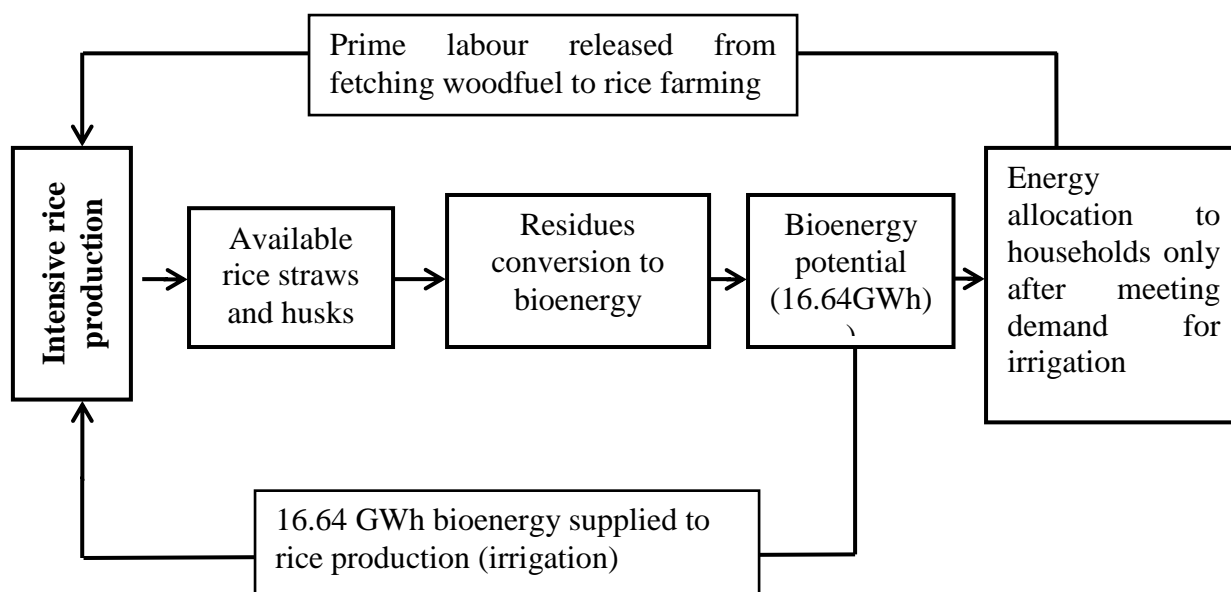 Prime labour released from
fetching woodfuel to rice farming
Intensive rice
production
Available
rice straws
and husks
Residues
conversion to
bioenergy
Bioenergy
potential
(16.64GWh)
)
Energy
allocation to
households only
after meeting
demand for
irrigation
16.64 GWh bioenergy supplied to
rice production (irrigation)